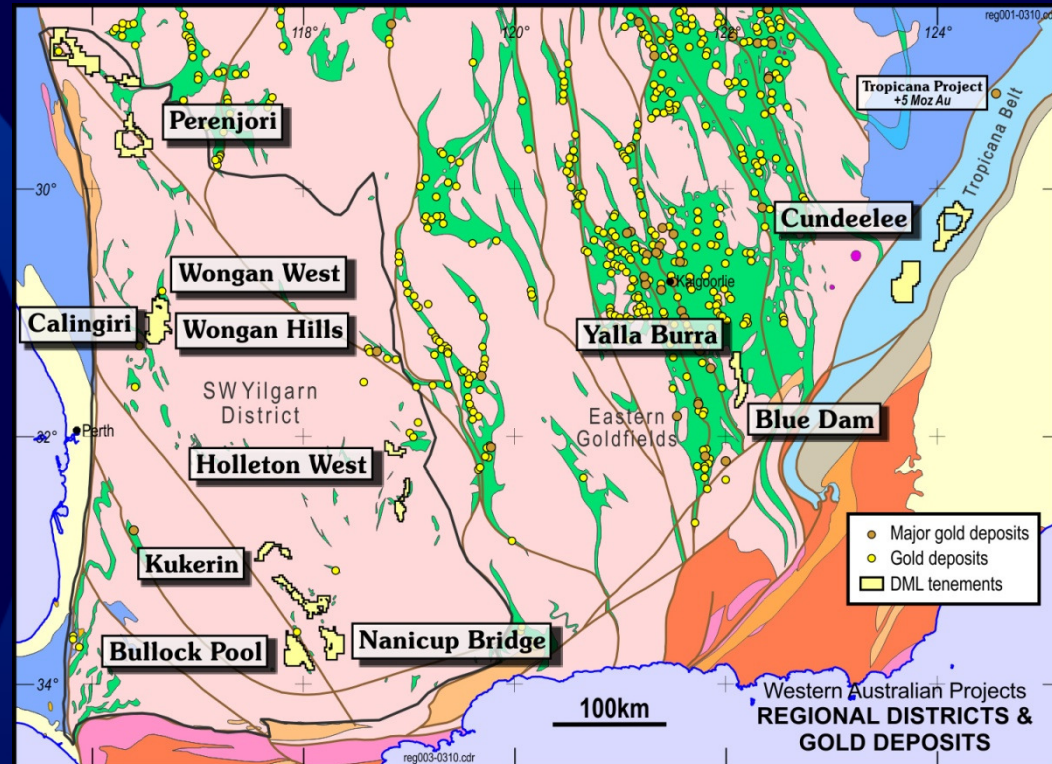 reg001-0310.cdr
118°
120°
122°
124°
Tropicana Project
+5 Moz Au
Perenjori
Tropicana Belt
30°
Cundeelee
Wongan West
Kalgoorlie
Calingiri
Wongan Hills
Yalla Burra
SW Yilgarn
District
Eastern
Goldfields
Blue Dam
32°
Perth
Holleton West
Major gold deposits
Gold deposits
DML tenements
Kukerin
Bullock Pool
Nanicup Bridge
34°
100km
Western Australian Projects
REGIONAL DISTRICTS &
GOLD DEPOSITS
reg003-0310.cdr